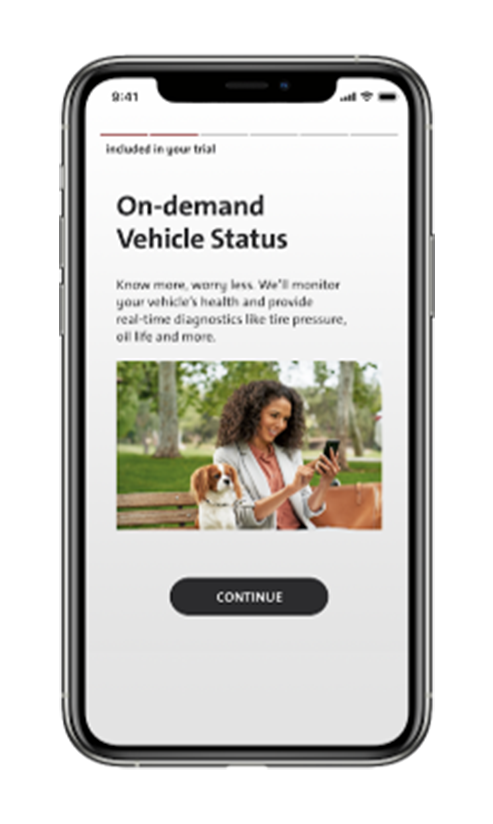 9:41
included in your trial
On-demand
Vehicle Status
Know more, worry less. We'll monitor
your vehicle's health and provide
real-time diagnostics like tire pressure,
oil life and more.
CONTINUE